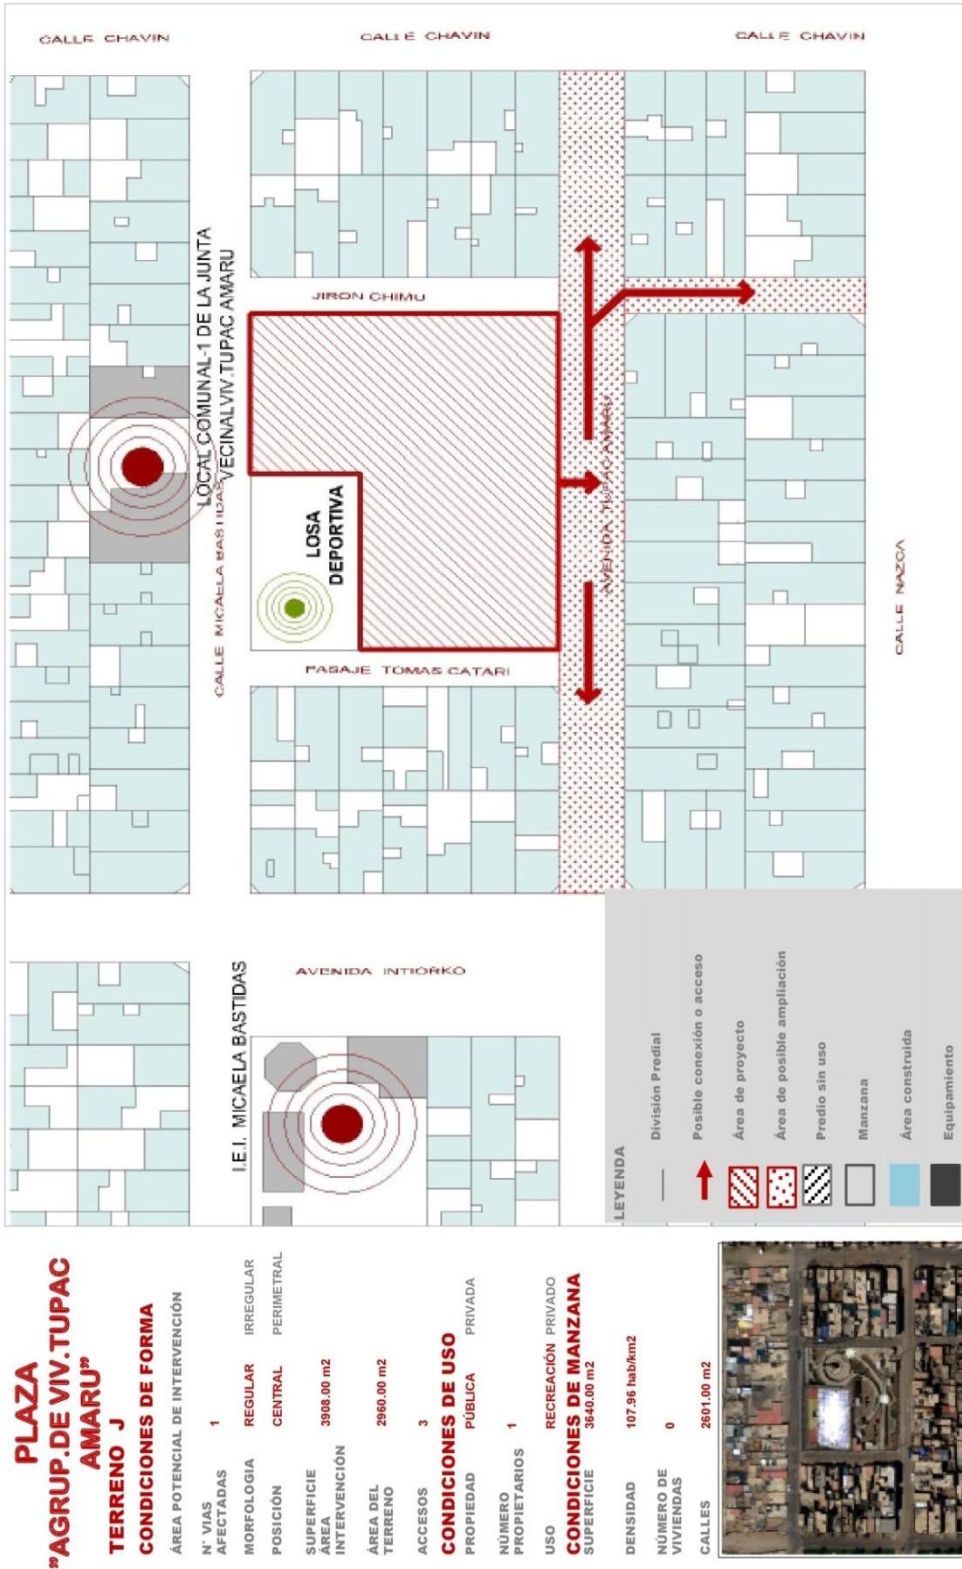 PLAZA
"AGRUP.DE VIV.TUPAC
AMARU"
TERRENO J
CONDICIONES DE FORMA
ÁREA POTENCIAL DE INTERVENCIÓN
N° VIAS
AFECTADAS 1
MORFOLOGIA REGULAR IRREGULAR
POSICIÓN CENTRAL PERIMETRAL
SUPERFICIE
ÁREA 3908.00 m2
INTERVENCIÓN
ÁREA DEL 2960.00 m2
TERRENO
ACCESOS 3
CONDICIONES DE USO
PROPIEDAD PÚBLICA PRIVADA
NÚMERO 1
PROPIETARIOS
USO RECREACIÓN PRIVADO
CONDICIONES DE MANZANA
SUPERFICIE 3640.00 m2
DENSIDAD 107.96 hab/km2
NÚMERO DE 0
VIVIENDAS
CALLES 2601.00 m2
CALLE CHAVIN
CALLE CHAVIN
CALLE CHAVIN
LOCAL COMUNAL-1 DE LA JUNTA
VECINALVIV.TUPAC AMARU
CALLE MICAELA BASTIDAS
JIRON CHIMU
LOSA
DEPORTIVA
PASAJE TOMAS CATARI
AVENIDA TUPAC AMARU
CALLE NAZCA
AVENIDA INTIORKO
I.E.I. MICAELA BASTIDAS
LEYENDA
División Predial
Posible conexión o acceso
Área de proyecto
Área de posible ampliación
Predio sin uso
Manzana
Área construida
Equipamiento